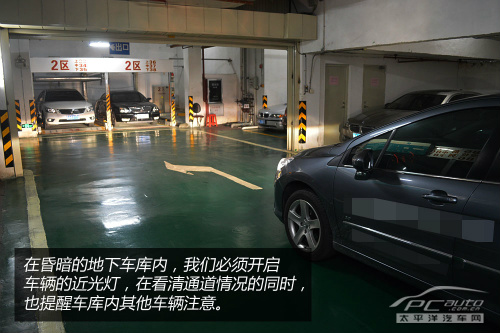 出口
2区
2区
在昏暗的地下车库内，我们必须开启
车辆的近光灯，在看清通道情况的同时，
也提醒车库内其他车辆注意。
PCauto
太平洋汽车网